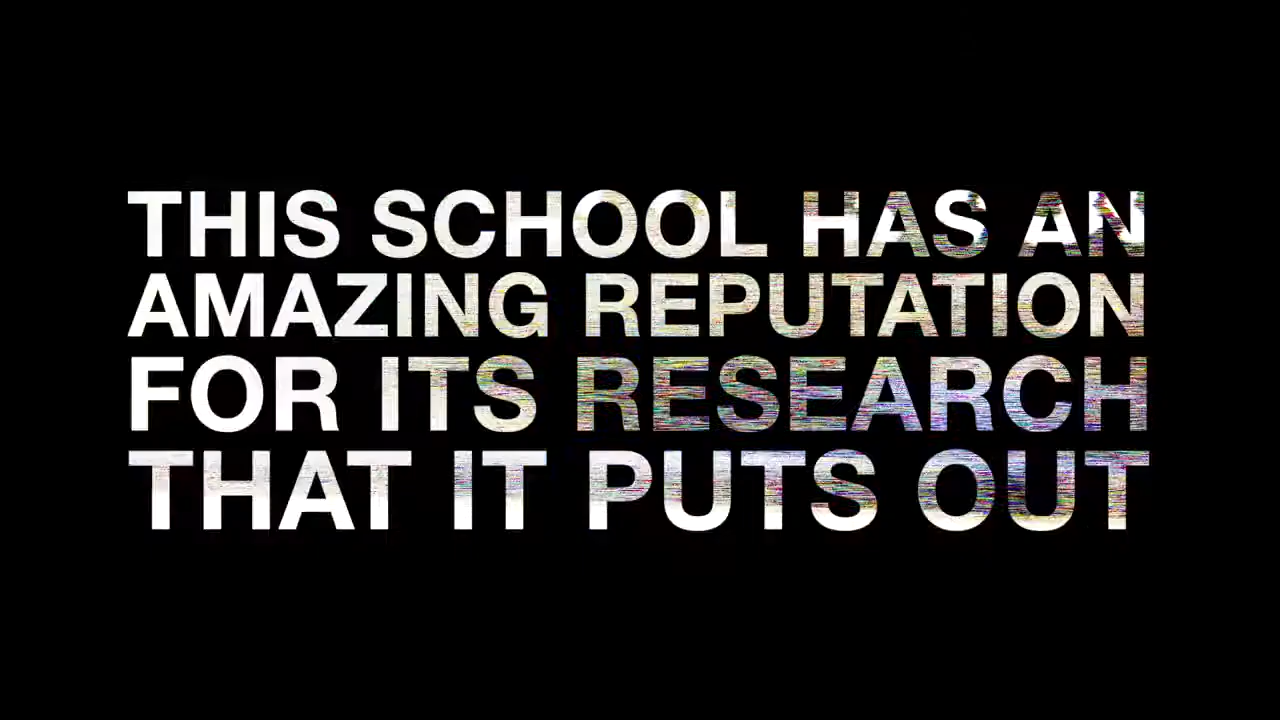 THIS SCHOOL HAS AN
AMAZING REPUTATION
FOR ITS RESEARCH
THAT IT PUTS OUT